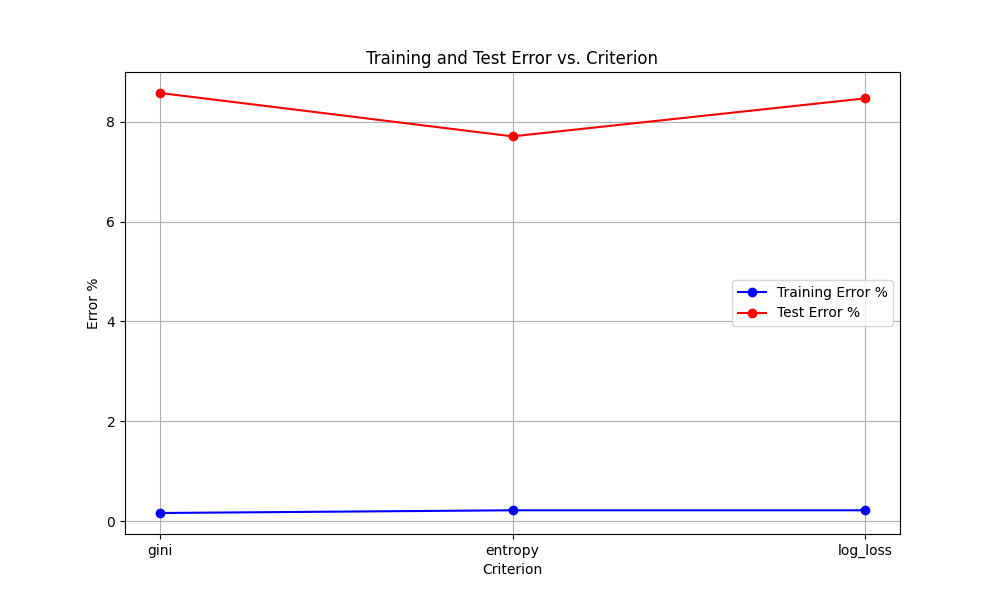 Training and Test Error vs. Criterion
Error %
8
6
4
2
0
Training Error %
Test Error %
gini
entropy
log_loss
Criterion